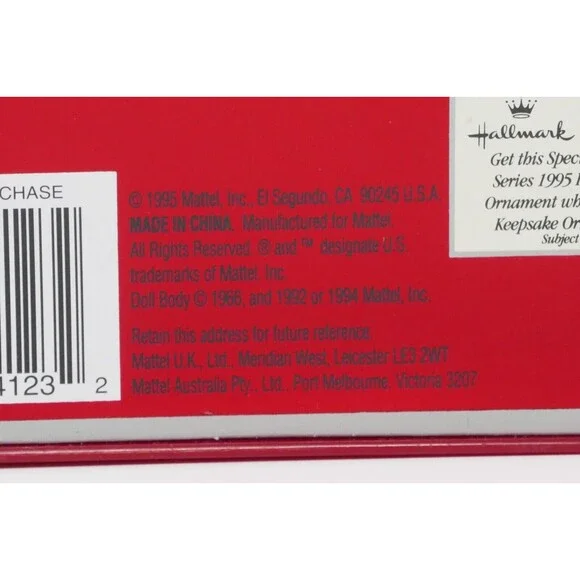 CHASE
4123 2
© 1995 Mattel, Inc., El Segundo, CA 90245 U.S.A.
MADE IN CHINA. Manufactured for Mattel.
All Rights Reserved. ® and ™ designate U.S.
trademarks of Mattel, Inc.
Doll Body © 1966, and 1992 or 1994 Mattel, Inc.
Retain this address for future reference.
Mattel U.K., Ltd., Meridian West, Leicester LE3 2WT
Mattel Australia Pty., Ltd., Port Melbourne, Victoria 3207
Hallmark
Get this Spec
Series 1995 
Ornament wh
Keepsake Or
Subject